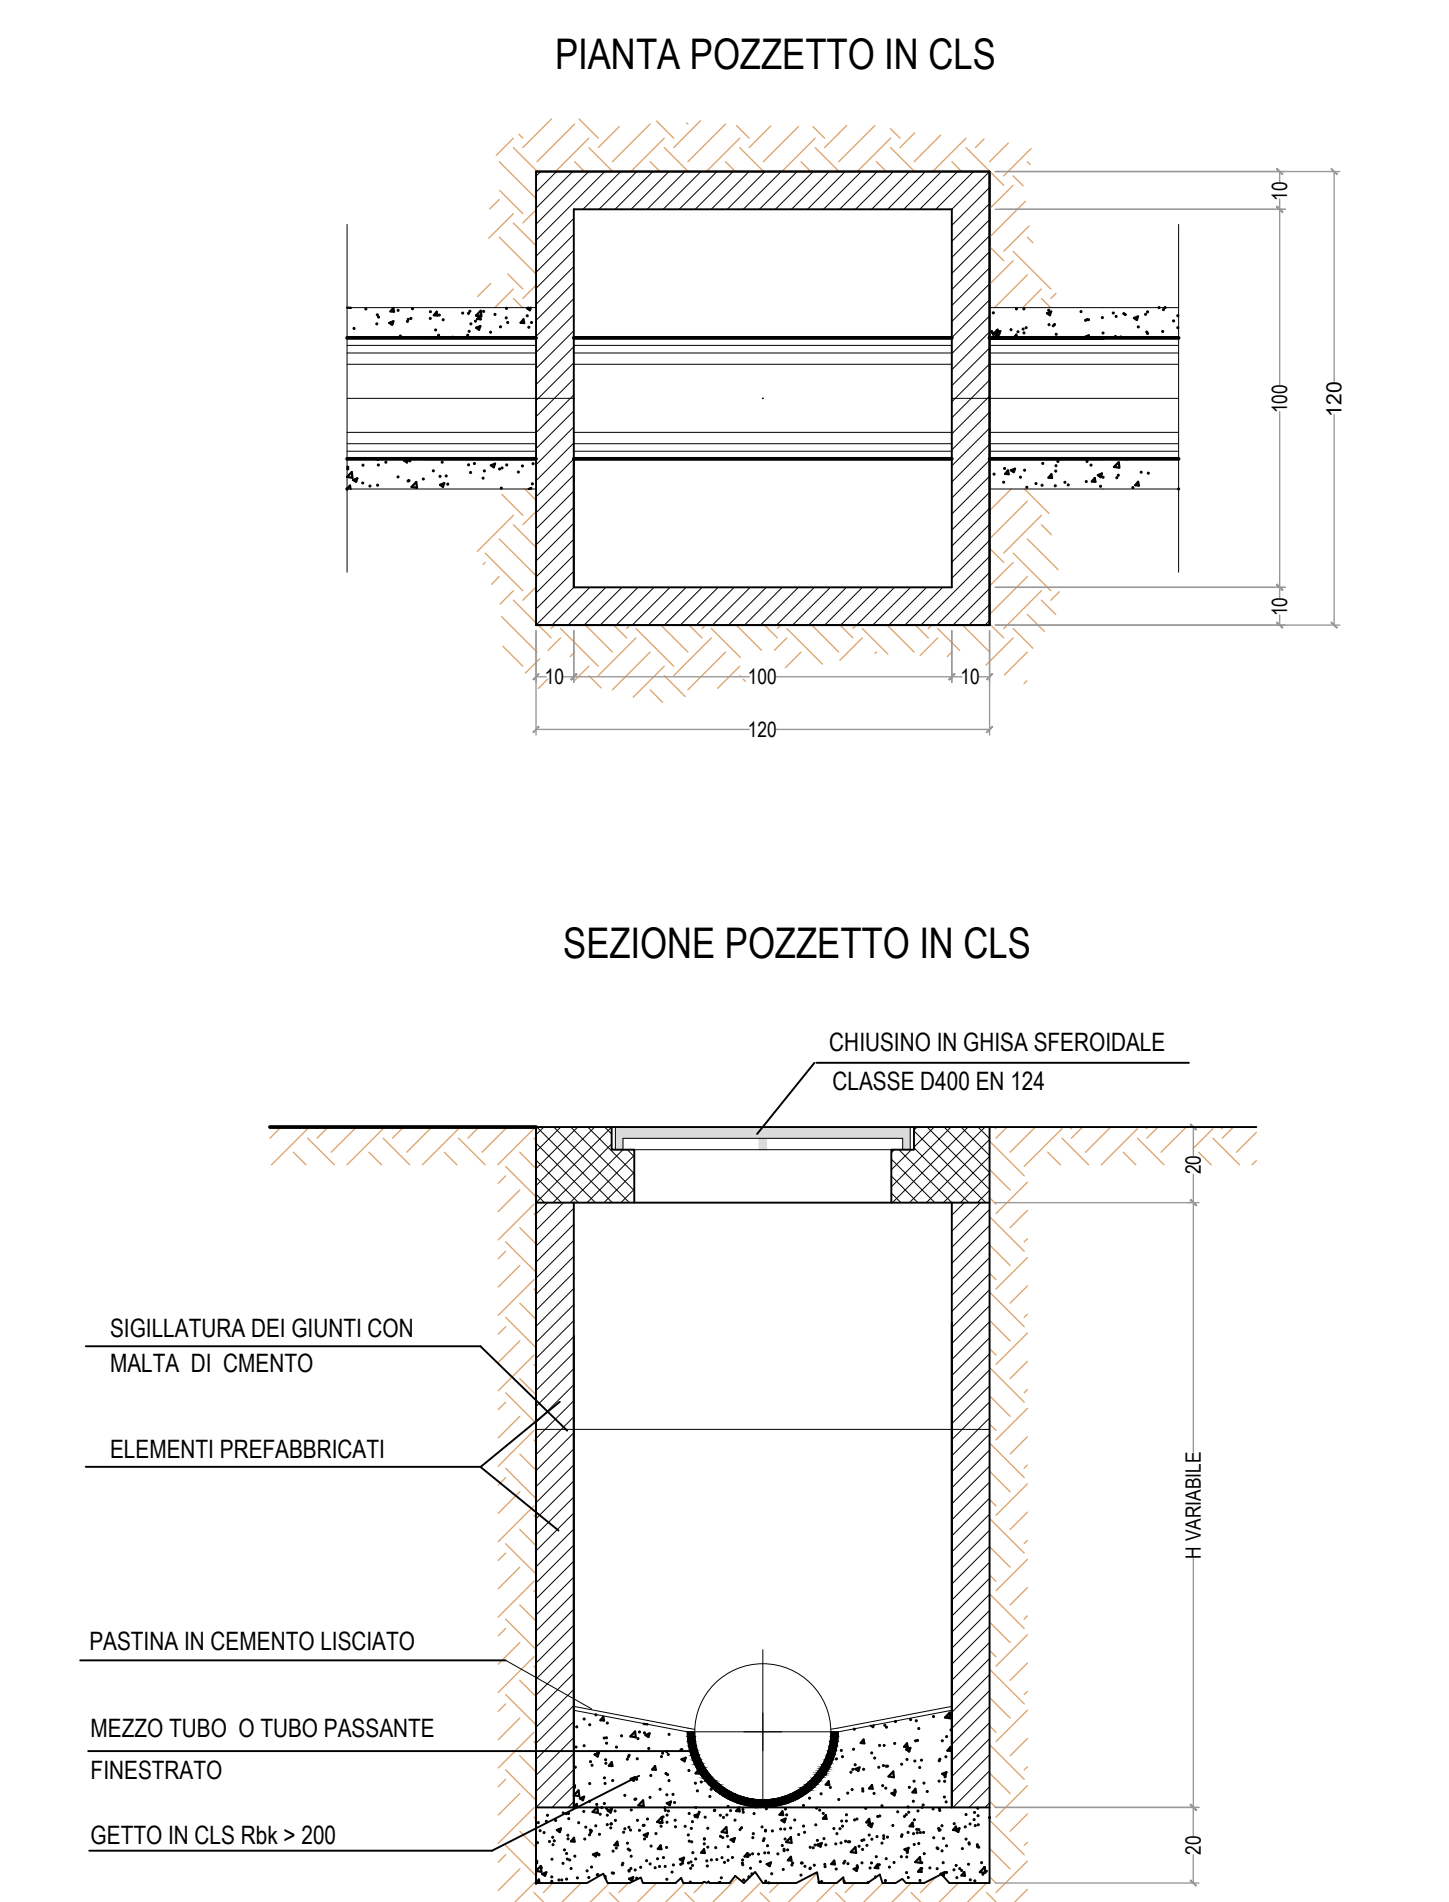 PIANTA POZZETTO IN CLS
10
100
120
10
10
100
10
120
SEZIONE POZZETTO IN CLS
CHIUSINO IN GHISA SFEROIDALE
CLASSE D400 EN 124
20
SIGILLATURA DEI GIUNTI CON
MALTA DI CMENTO
ELEMENTI PREFABBRICATI
H VARIABILE
PASTINA IN CEMENTO LISCIATO
MEZZO TUBO O TUBO PASSANTE
FINESTRATO
GETTO IN CLS Rbk > 200
20